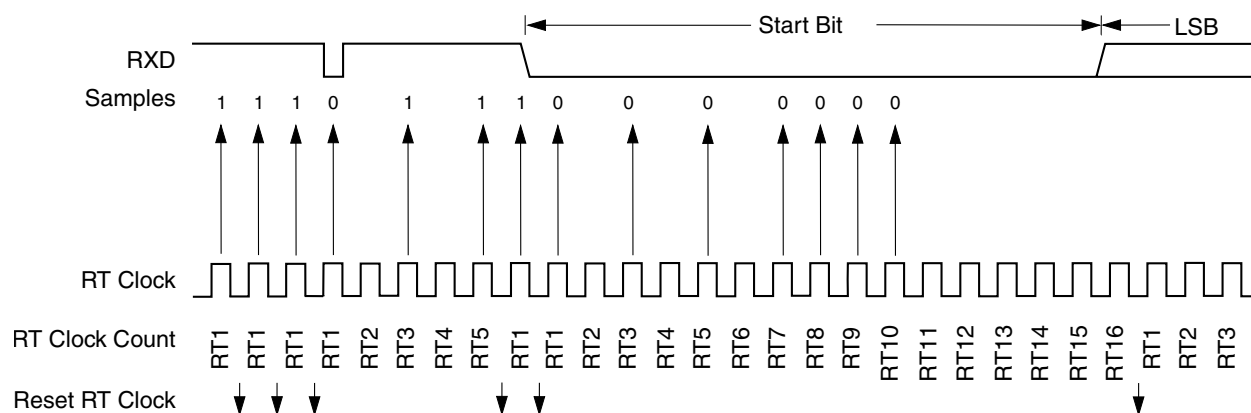 Start Bit LSB
RXD
Samples 1 1 1 0 1 1 1 0 0 0 0 0 0 0
RT Clock
RT Clock Count RT1 RT1 RT1 RT1 RT2 RT3 RT4 RT5 RT1 RT1 RT2 RT3 RT4 RT5 RT6 RT7 RT8 RT9 RT10 RT11 RT12 RT13 RT14 RT15 RT16 RT1 RT2 RT3
Reset RT Clock